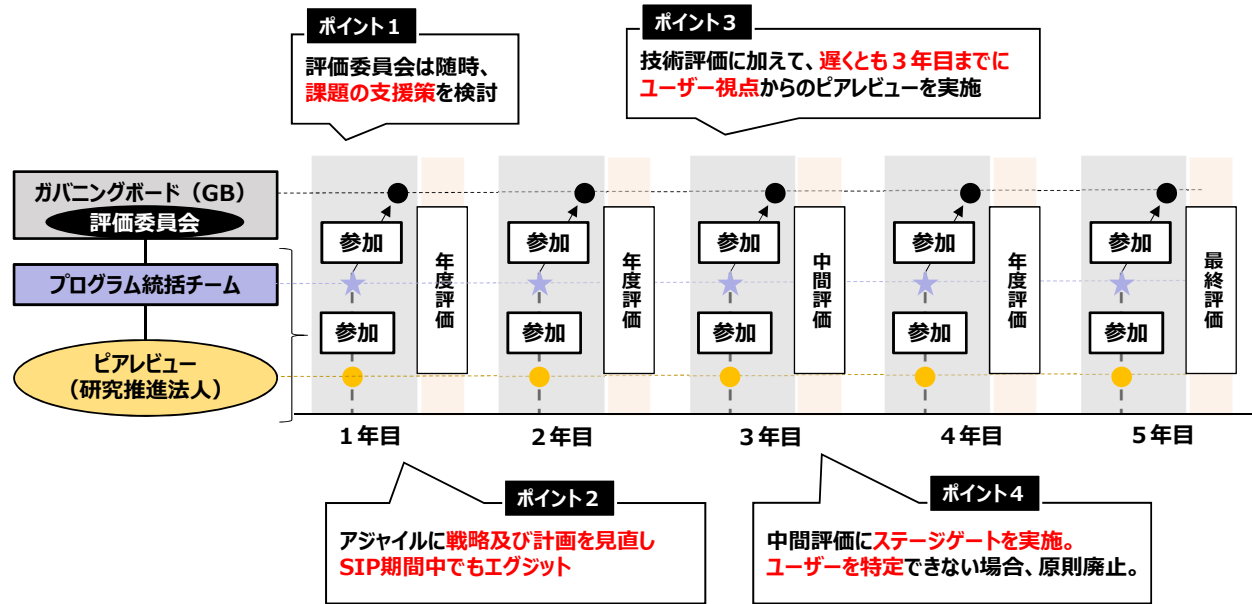 ポイント１
評価委員会は随時、
課題の支援策を検討
ポイント３
技術評価に加えて、遅くとも３年目までに
ユーザー視点からのピアレビューを実施
ガバニングボード（GB）
評価委員会
プログラム統括チーム
ピアレビュー
（研究推進法人）
参加
参加
年度評価
参加
参加
年度評価
参加
参加
中間評価
参加
参加
年度評価
参加
参加
最終評価
１年目
２年目
３年目
４年目
５年目
ポイント２
アジャイルに戦略及び計画を見直し
SIP期間中でもエグジット
ポイント４
中間評価にステージゲートを実施。
ユーザーを特定できない場合、原則廃止。